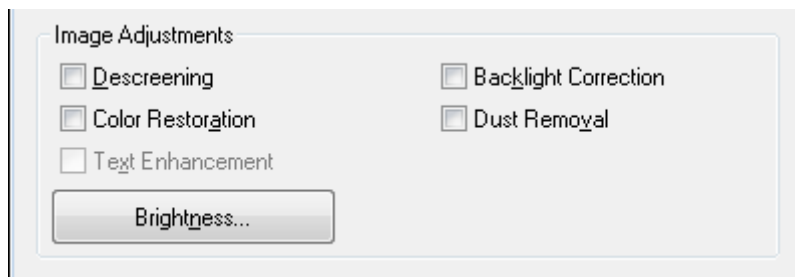 Image Adjustments
Descreening
Backlight Correction
Color Restoration
Dust Removal
Text Enhancement
Brightness...